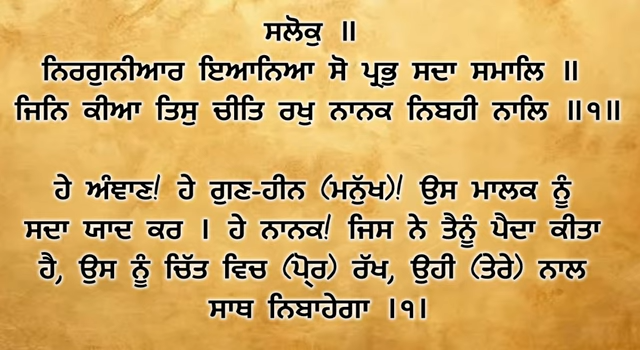 ਸਲੋਕੁ ॥
ਨਿਰਗੁਨੀਆਰ ਇਆਨਿਆ ਸੋ ਪ੍ਰਭੁ ਸਦਾ ਸਮਾਲਿ ॥
ਜਿਨਿ ਕੀਆ ਤਿਸੁ ਚੀਤਿ ਰਖੁ ਨਾਨਕ ਨਿਬਹੀ ਨਾਲਿ ॥੧॥
ਹੇ ਅੰਞਾਣ! ਹੇ ਗੁਣ-ਹੀਨ (ਮਨੁੱਖ)! ਉਸ ਮਾਲਕ ਨੂੰ
ਸਦਾ ਯਾਦ ਕਰ । ਹੇ ਨਾਨਕ! ਜਿਸ ਨੇ ਤੈਨੂੰ ਪੈਦਾ ਕੀਤਾ
ਹੈ, ਉਸ ਨੂੰ ਚਿੱਤ ਵਿਚ (ਪ੍ਰੋਰ) ਰੱਖ, ਉਹੀ (ਤੇਰੇ) ਨਾਲ
ਸਾਥ ਨਿਬਾਹੇਗਾ ।੧।